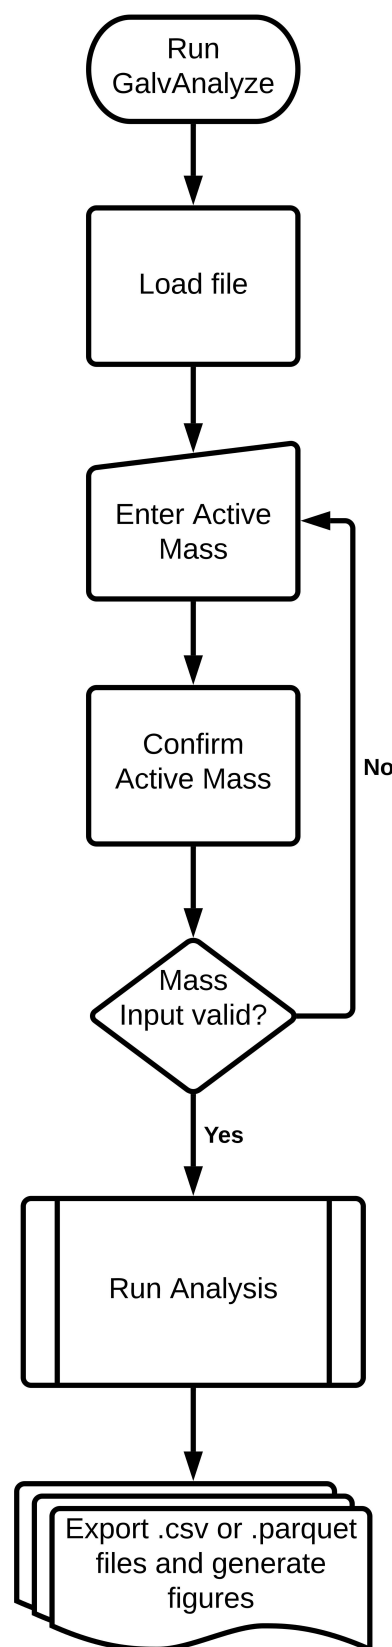 Run
GalvAnalyze
Load file
Enter Active
Mass
Confirm
Active Mass
No
Mass
Input valid?
Yes
Run Analysis
Export .csv or .parquet
files and generate
figures